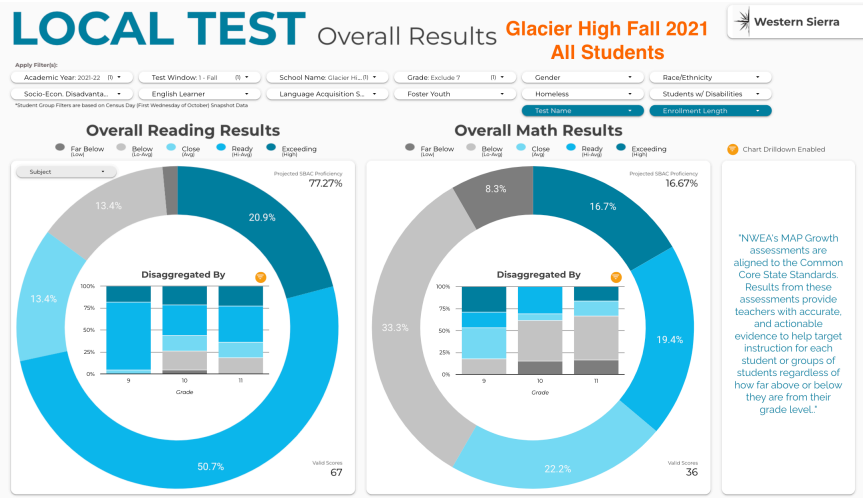 LOCAL TEST Overall Results
Glacier High Fall 2021
All Students
Western Sierra
Apply Filter(s):
Academic Year: 2021-22 (1)
Test Window: 1 - Fall (1)
School Name: Glacier Hi... (1)
Grade: Exclude 7 (1)
Gender
Race/Ethnicity
Socio-Econ. Disadvanta...
English Learner
Language Acquisition S...
Foster Youth
Homeless
Students w/ Disabilities
*Student Group Filters are based on Census Day (First Wednesday of October) Snapshot Data
Test Name
Enrollment Length
Overall Reading Results
Far Below
(Low)
Below
(Lo-Avg)
Close
(Avg)
Ready
(Hi-Avg)
Exceeding
(High)
Subject
Projected SBAC Proficiency
77.27%
13.4%
20.9%
13.4%
50.7%
Disaggregated By
100%
75%
50%
25%
0%
9
10
11
Grade
Valid Scores
67
Overall Math Results
Far Below
(Low)
Below
(Lo-Avg)
Close
(Avg)
Ready
(Hi-Avg)
Exceeding
(High)
Projected SBAC Proficiency
16.67%
8.3%
16.7%
33.3%
19.4%
22.2%
Disaggregated By
100%
75%
50%
25%
0%
9
10
11
Grade
Valid Scores
36
Chart Drilldown Enabled
"NWEA's MAP Growth
assessments are
aligned to the Common
Core State Standards.
Results from these
assessments provide
teachers with accurate,
and actionable
evidence to help target
instruction for each
student or groups of
students regardless of
how far above or below
they are from their
grade level.."